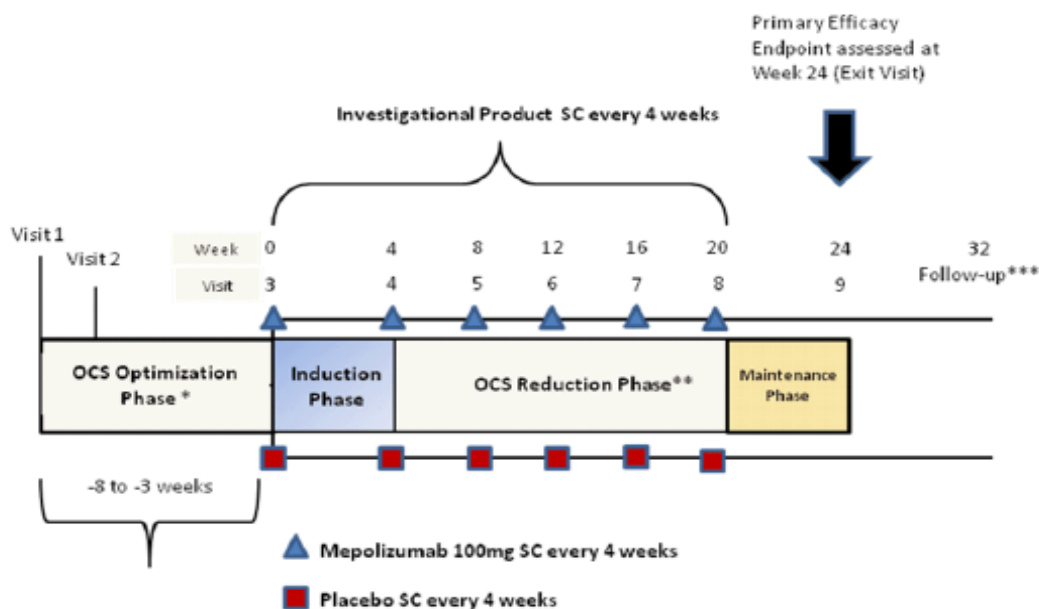 Primary Efficacy
Endpoint assessed at
Week 24 (Exit Visit)
Investigational Product SC every 4 weeks
Visit 1
Visit 2
Week 0 4 8 12 16 20 24 32
Follow-up***
Visit 3 4 5 6 7 8 9
OCS Optimization
Phase *
Induction
Phase
OCS Reduction Phase**
Maintenance
Phase
-8 to -3 weeks
Mepolizumab 100mg SC every 4 weeks
Placebo SC every 4 weeks